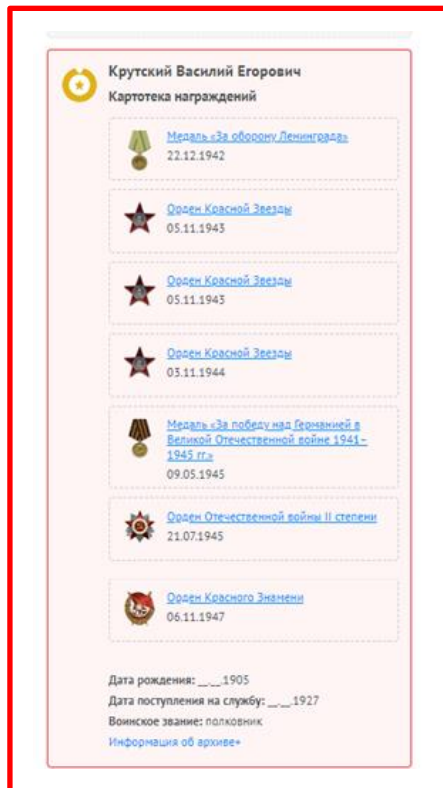 Крутский Василий Егорович
Картотека награждений
Медаль «За оборону Ленинграда»
22.12.1942
Орден Красной Звезды
05.11.1943
Орден Красной Звезды
05.11.1943
Орден Красной Звезды
03.11.1944
Медаль «За победу над Германией в
Великой Отечественной войне 1941–
1945 гг.»
09.05.1945
Орден Отечественной войны II степени
21.07.1945
Орден Красного Знамени
06.11.1947
Дата рождения: __.__.1905
Дата поступления на службу: __.__.1927
Воинское звание: полковник
Информация об архиве+